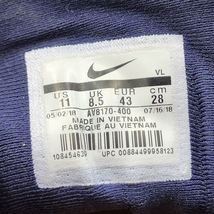 VL
US UK EUR CM
11 8.5 43 28
05/02/18 AV8170-400 07/16/18
MADE IN VIETNAM
FABRIQUE AU VIETNAM
108454639 UPC 00884499958123